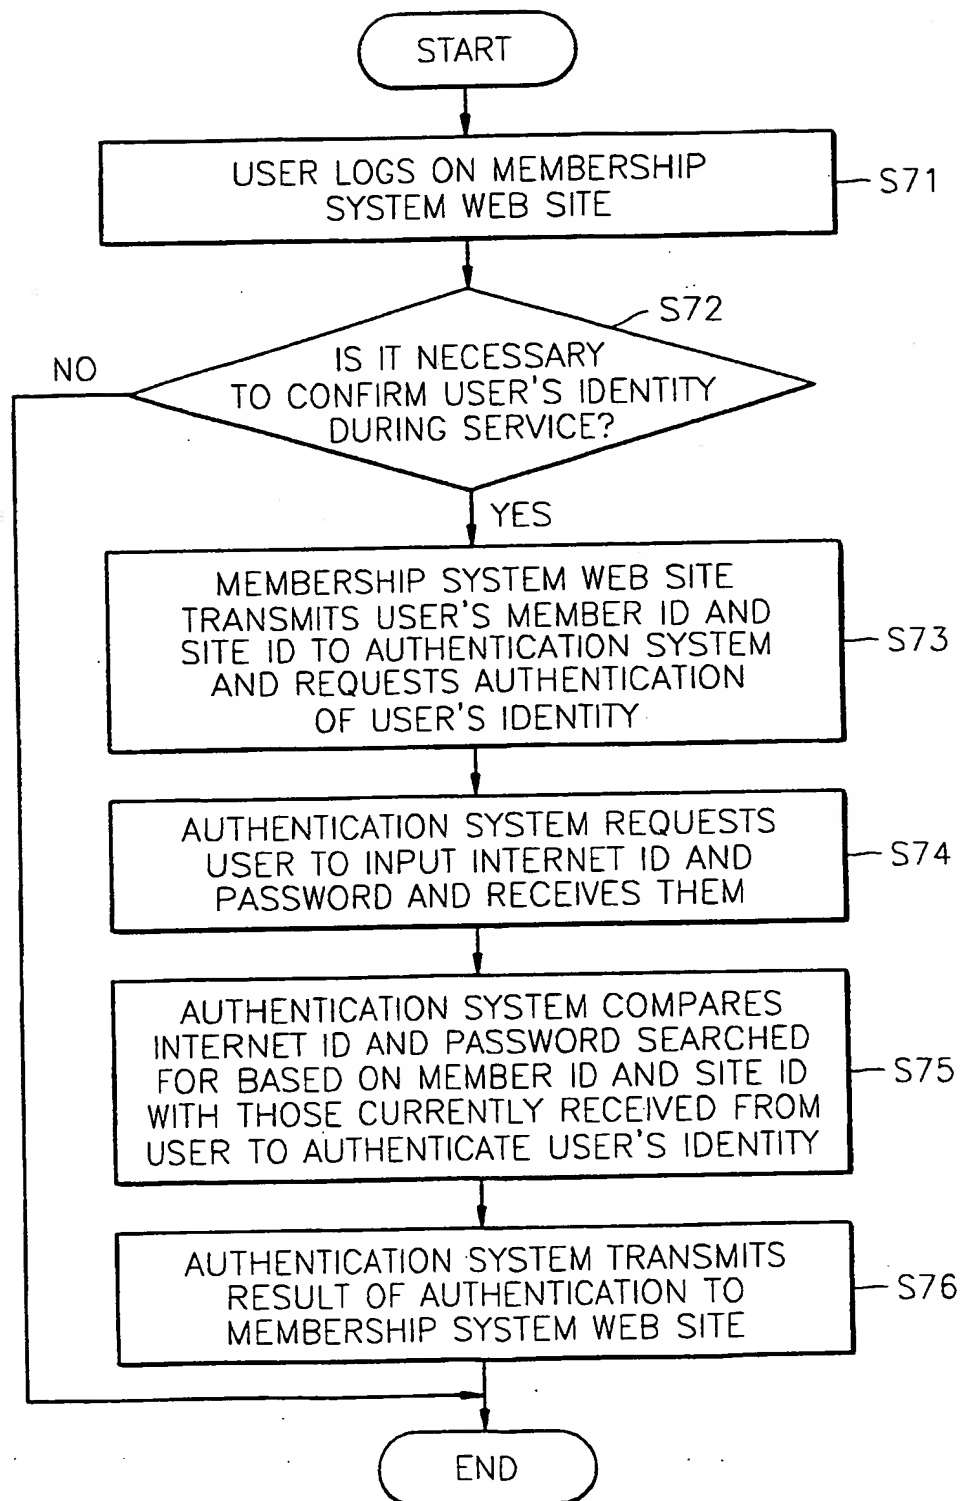 START
USER LOGS ON MEMBERSHIP
SYSTEM WEB SITE
S71
S72
IS IT NECESSARY
TO CONFIRM USER'S IDENTITY
DURING SERVICE?
NO
YES
MEMBERSHIP SYSTEM WEB SITE
TRANSMITS USER'S MEMBER ID AND
SITE ID TO AUTHENTICATION SYSTEM
AND REQUESTS AUTHENTICATION
OF USER'S IDENTITY
S73
AUTHENTICATION SYSTEM REQUESTS
USER TO INPUT INTERNET ID AND
PASSWORD AND RECEIVES THEM
S74
AUTHENTICATION SYSTEM COMPARES
INTERNET ID AND PASSWORD SEARCHED
FOR BASED ON MEMBER ID AND SITE ID
WITH THOSE CURRENTLY RECEIVED FROM
USER TO AUTHENTICATE USER'S IDENTITY
S75
AUTHENTICATION SYSTEM TRANSMITS
RESULT OF AUTHENTICATION TO
MEMBERSHIP SYSTEM WEB SITE
S76
END